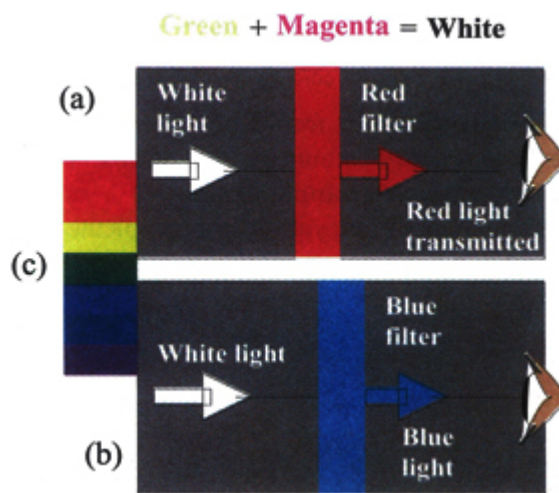 Green + Magenta = White
(a)
White
light
Red
filter
Red light
transmitted
(c)
Blue
filter
White light
Blue
light
(b)